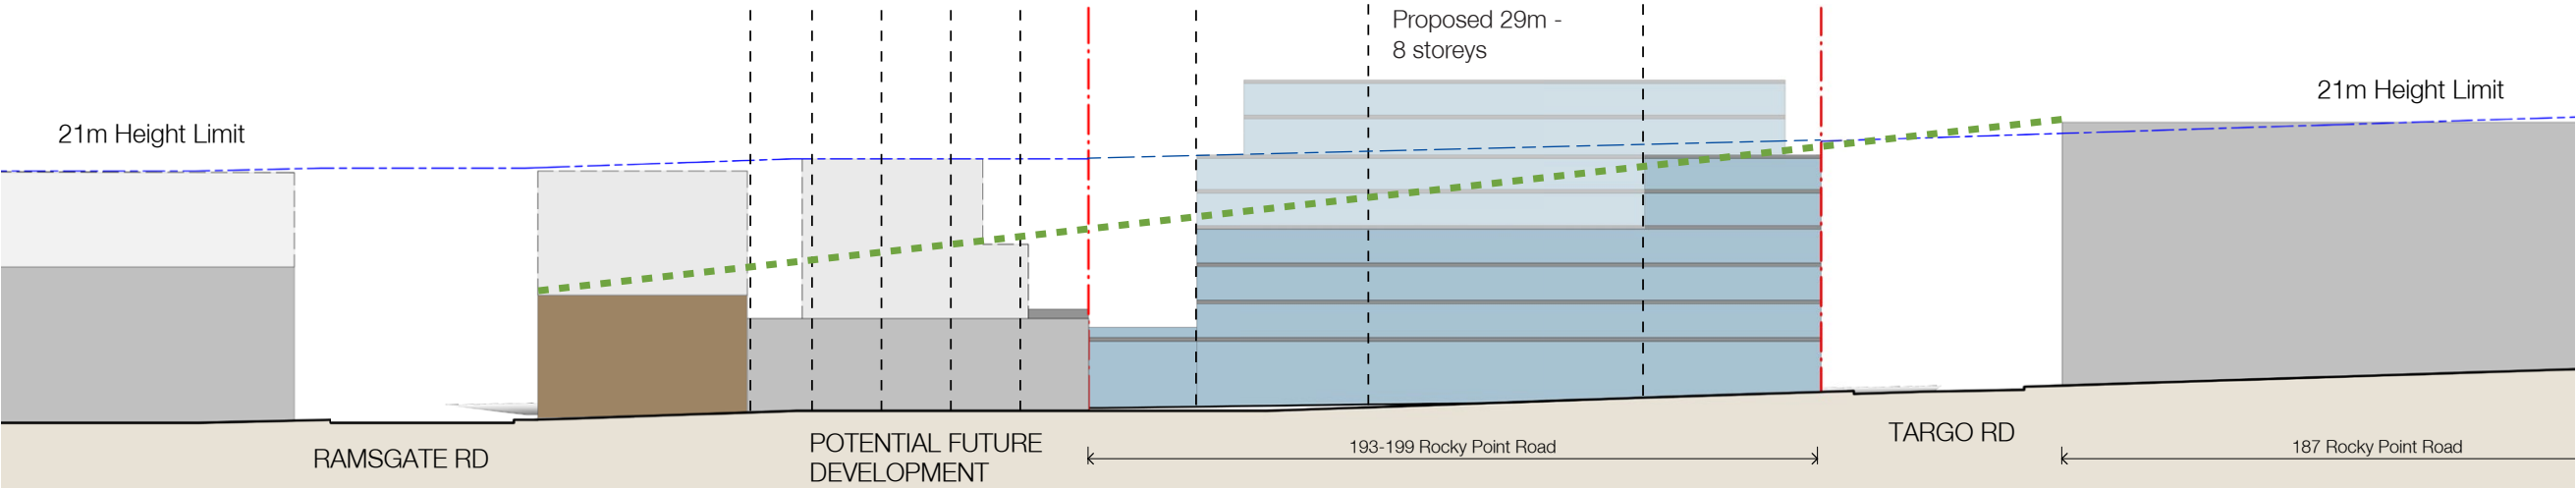 Proposed 29m -
8 storeys
21m Height Limit
21m Height Limit
RAMSGATE RD
POTENTIAL FUTURE
DEVELOPMENT
193-199 Rocky Point Road
TARGO RD
187 Rocky Point Road